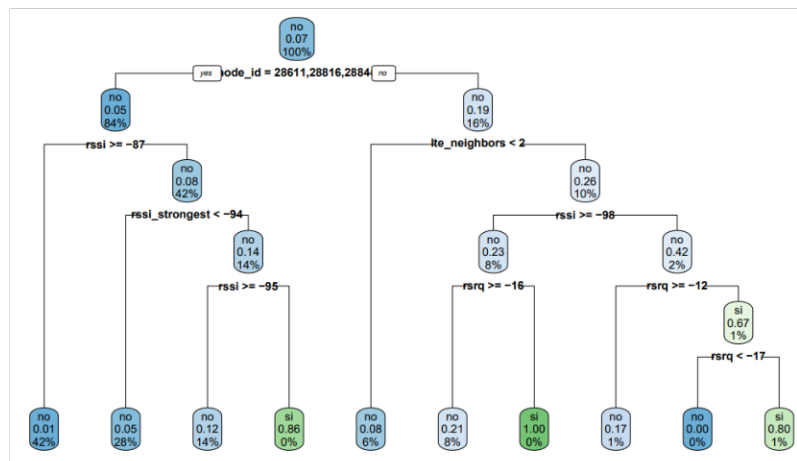 no
0.07
100%
yes
node_id = 28611,28816,2884
no
no
0.05
84%
no
0.19
16%
rssi >= −87
lte_neighbors < 2
no
0.08
42%
no
0.26
10%
rssi_strongest < −94
rssi >= −98
no
0.14
14%
no
0.23
8%
no
0.42
2%
rssi >= −95
rsrq >= −16
rsrq >= −12
si
0.67
1%
rsrq < −17
no
0.01
42%
no
0.05
28%
no
0.12
14%
si
0.86
0%
no
0.08
6%
no
0.21
8%
si
1.00
0%
no
0.17
1%
no
0.00
0%
si
0.80
1%